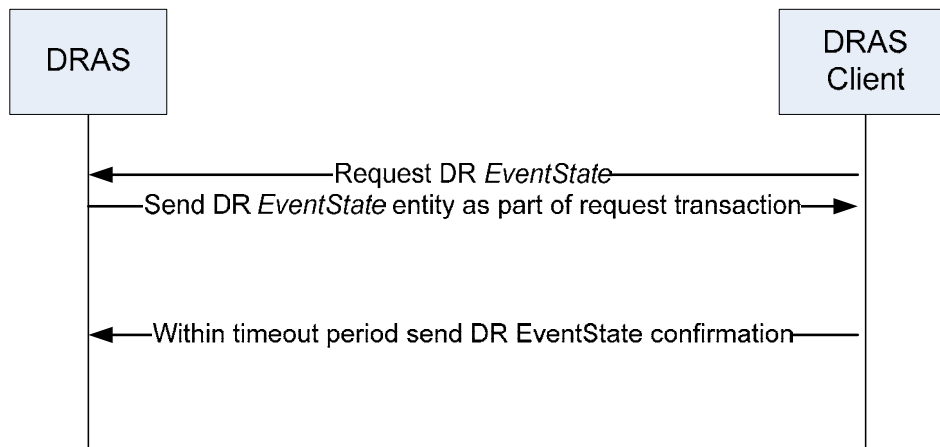 DRAS
DRAS
Client
Request DR EventState
Send DR EventState entity as part of request transaction
Within timeout period send DR EventState confirmation